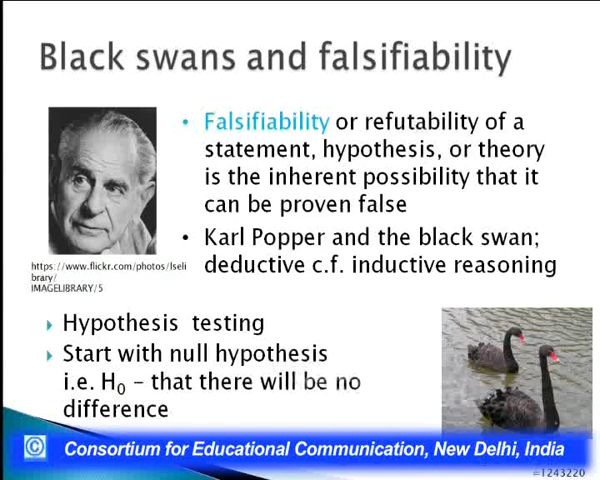 Black swans and falsifiability
• Falsifiability or refutability of a
statement, hypothesis, or theory
is the inherent possibility that it
can be proven false
• Karl Popper and the black swan;
deductive c.f. inductive reasoning
https://www.flickr.com/photos/lseli
brary/
IMAGELIBRARY/5
Hypothesis testing
Start with null hypothesis
i.e. H₀ – that there will be no
difference
© Consortium for Educational Communication, New Delhi, India
=1243220